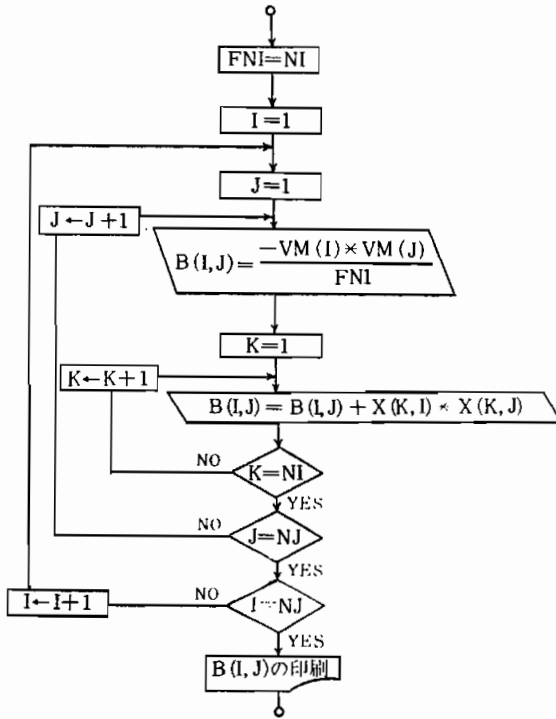 FNI=NI
I=1
J=1
J←J+1
B(I,J)=
-VM(I)*VM(J)
FNI
K=1
K←K+1
B(I,J)=B(I,J)+X(K,I)*X(K,J)
NO
K=NI
YES
NO
J=NJ
YES
I←I+1
NO
I=NJ
YES
B(I,J)の印刷